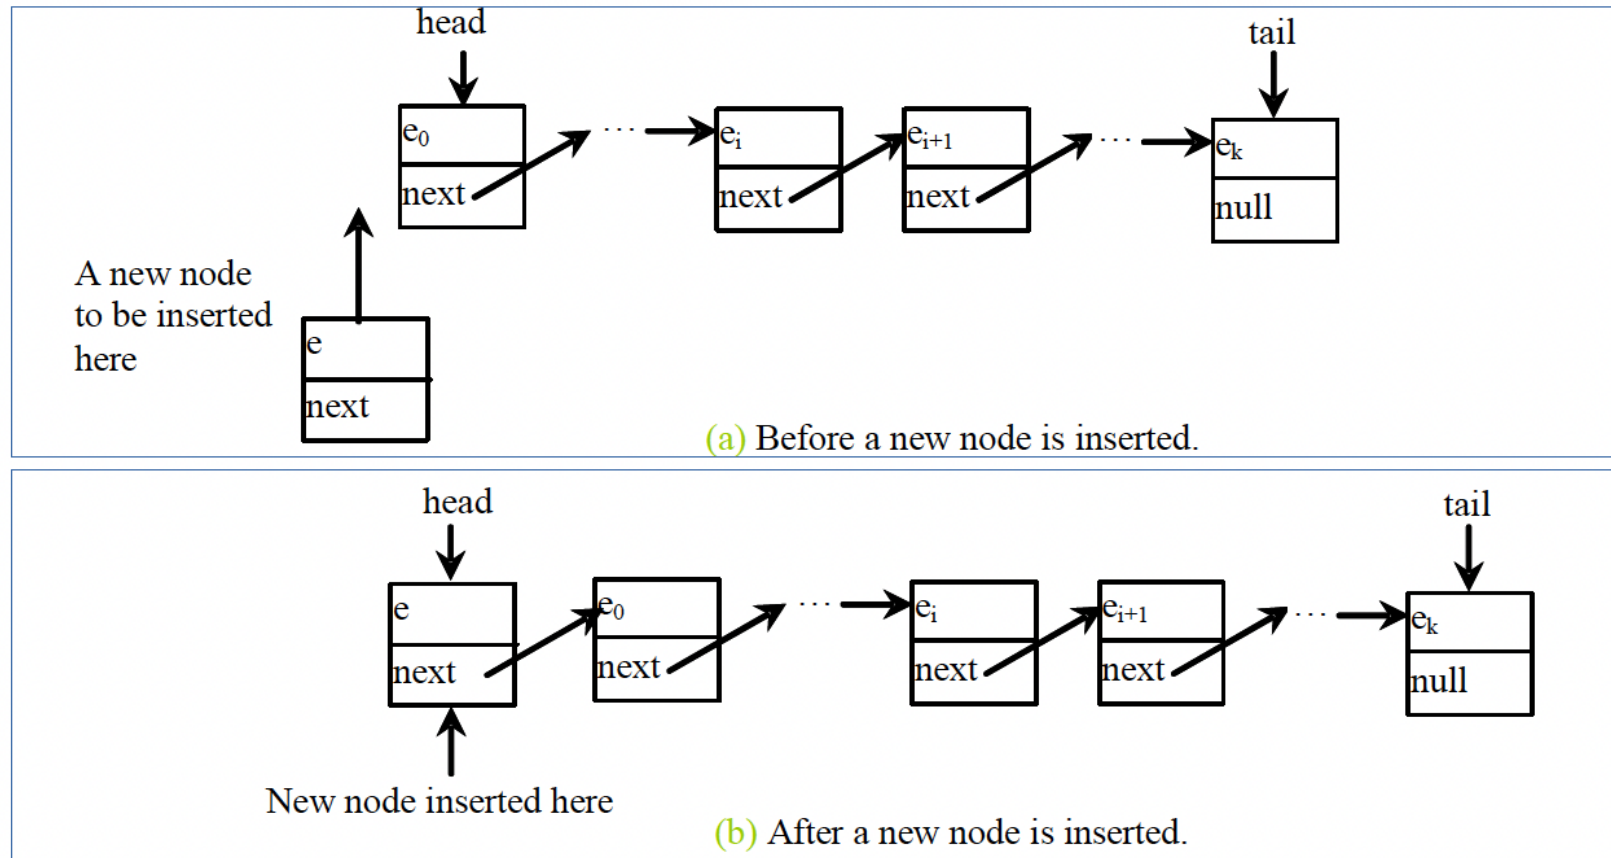 head
tail
e₀
next
···
eᵢ
next
eᵢ₊₁
next
···
eₖ
null
A new node
to be inserted
here
e
next
(a) Before a new node is inserted.
head
tail
e
next
e₀
next
···
eᵢ
next
eᵢ₊₁
next
···
eₖ
null
New node inserted here
(b) After a new node is inserted.